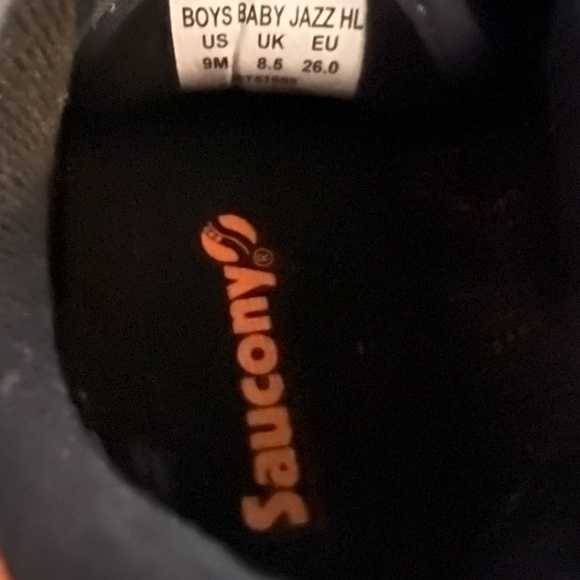 BOYS BABY JAZZ HL
US UK EU
9M 8.5 26.0
Saucony®